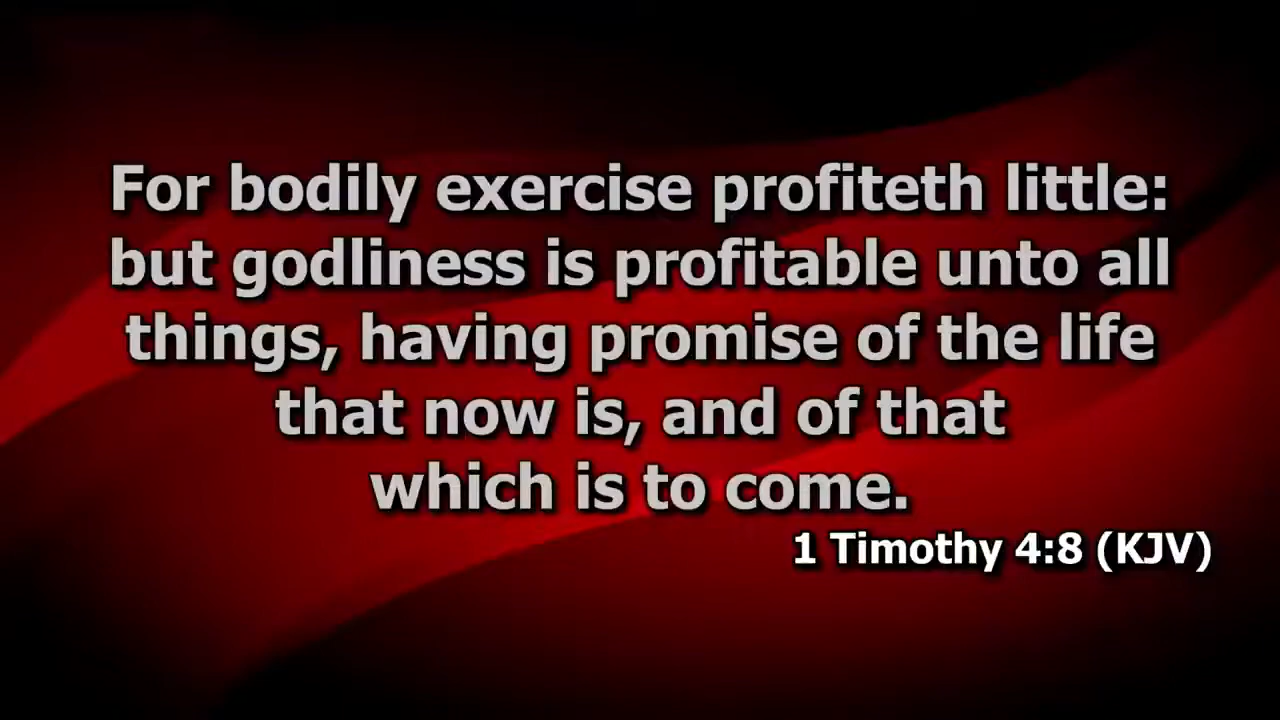 For bodily exercise profiteth little:
but godliness is profitable unto all
things, having promise of the life
that now is, and of that
which is to come.
1 Timothy 4:8 (KJV)